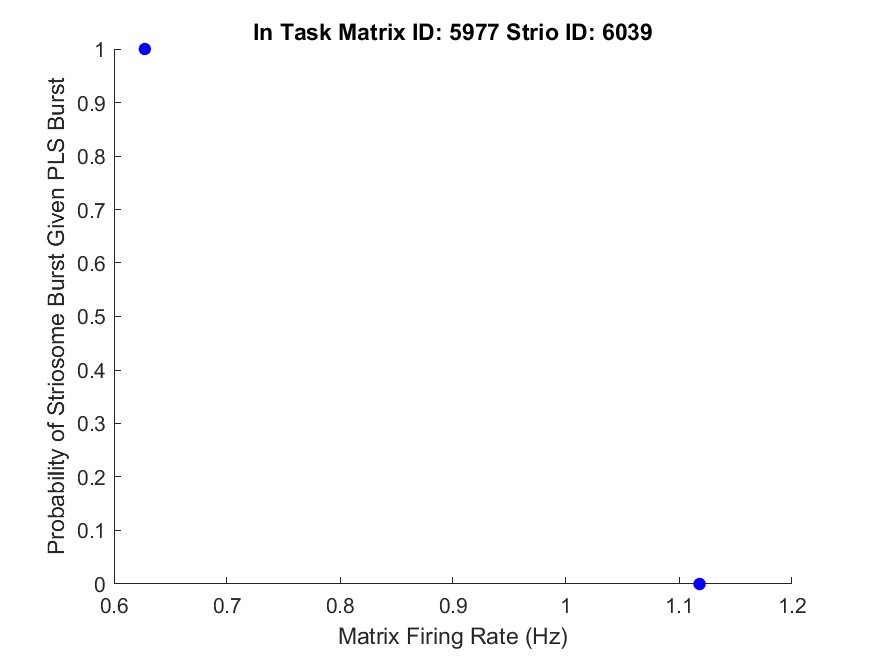 In Task Matrix ID: 5977 Strio ID: 6039
Probability of Striosome Burst Given PLS Burst
1
0.9
0.8
0.7
0.6
0.5
0.4
0.3
0.2
0.1
0
0.6 0.7 0.8 0.9 1 1.1 1.2
Matrix Firing Rate (Hz)